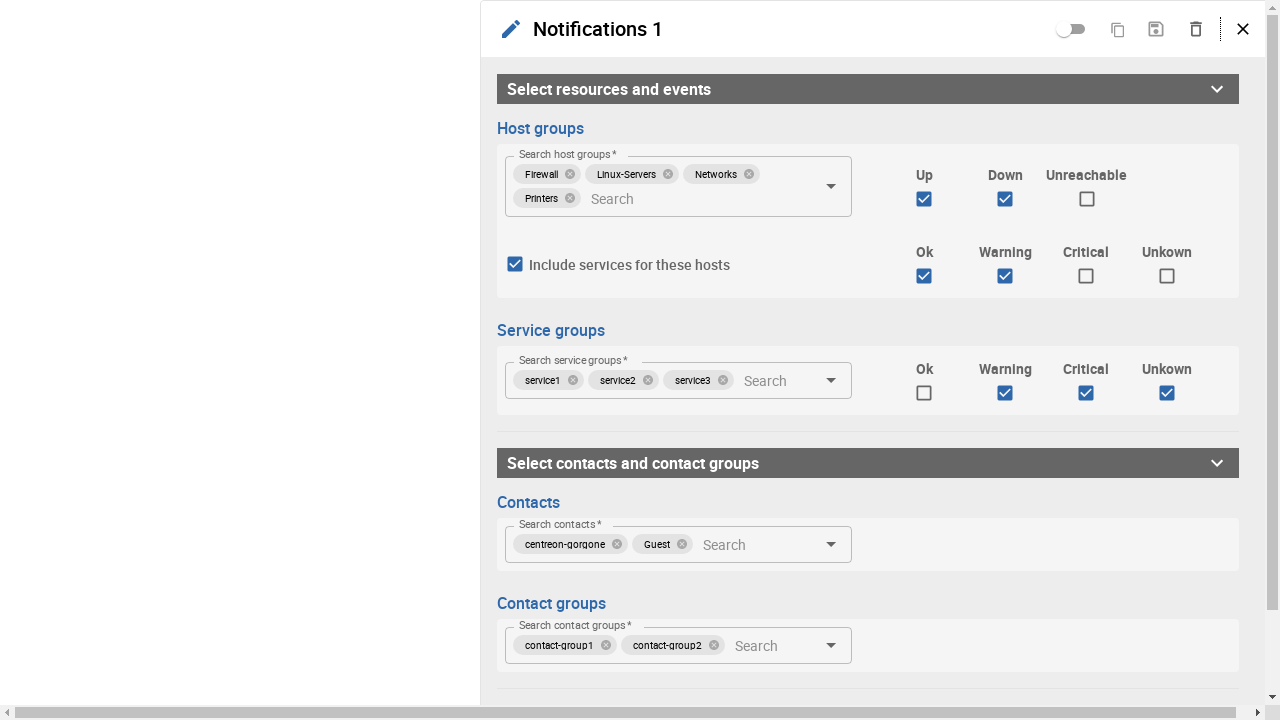 Notifications 1
Select resources and events
Host groups
Search host groups *
Firewall Linux-Servers Networks
Printers Search
Up Down Unreachable
Include services for these hosts
Ok Warning Critical Unkown
Service groups
Search service groups *
service1 service2 service3 Search
Ok Warning Critical Unkown
Select contacts and contact groups
Contacts
Search contacts *
centreon-gorgone Guest Search
Contact groups
Search contact groups *
contact-group1 contact-group2 Search